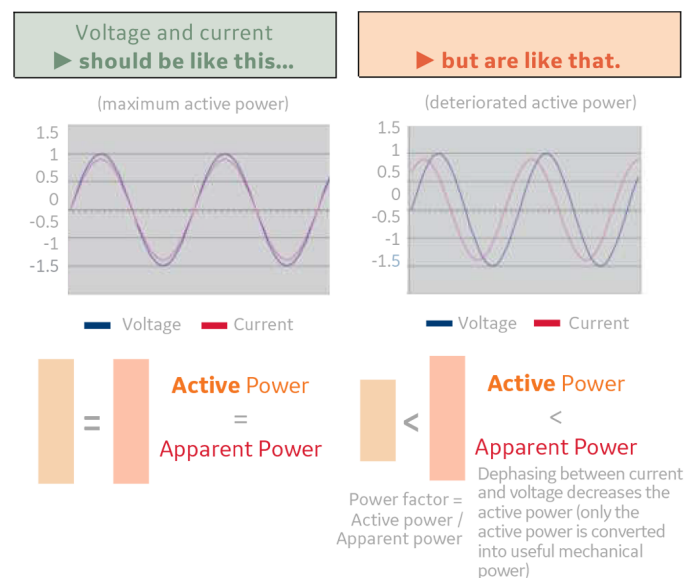 Voltage and current
▶ should be like this...
▶ but are like that.
(maximum active power)
1.5
1
0.5
0
-0.5
-1
-1.5
Voltage
Current
(deteriorated active power)
1.5
1
0.5
0
-0.5
-1
-1.5
Voltage
Current
=
Active Power
=
Apparent Power
<
Active Power
<
Apparent Power
Power factor =
Active power /
Apparent power
Dephasing between current
and voltage decreases the
active power (only the
active power is converted
into useful mechanical
power)